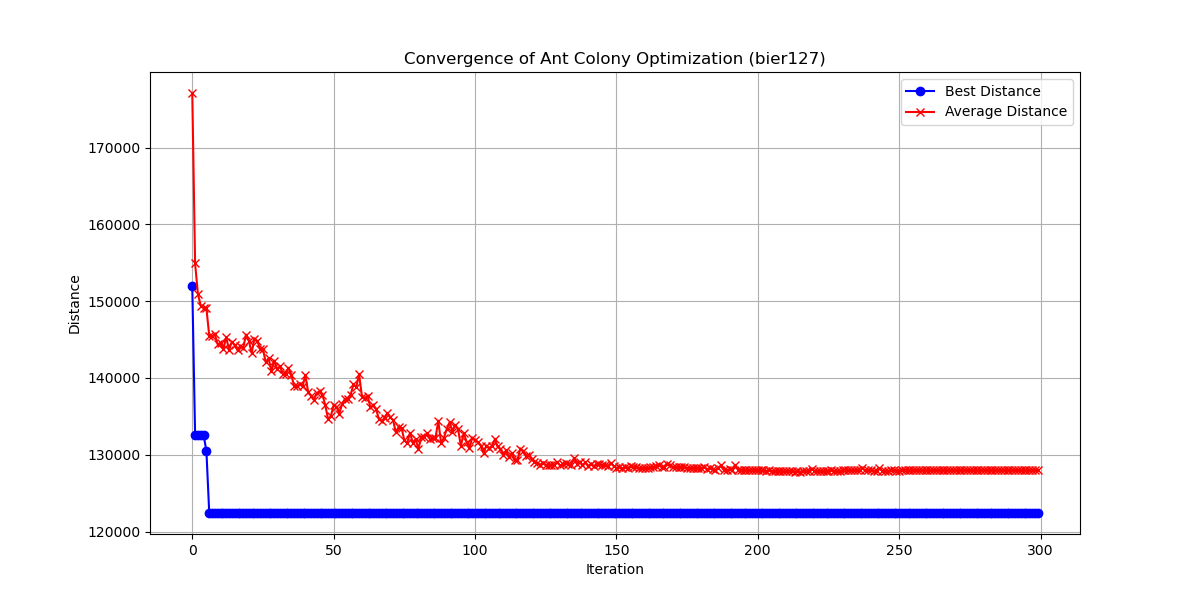 Convergence of Ant Colony Optimization (bier127)
Best Distance
Average Distance
170000
160000
150000
140000
130000
120000
Distance
0 50 100 150 200 250 300
Iteration